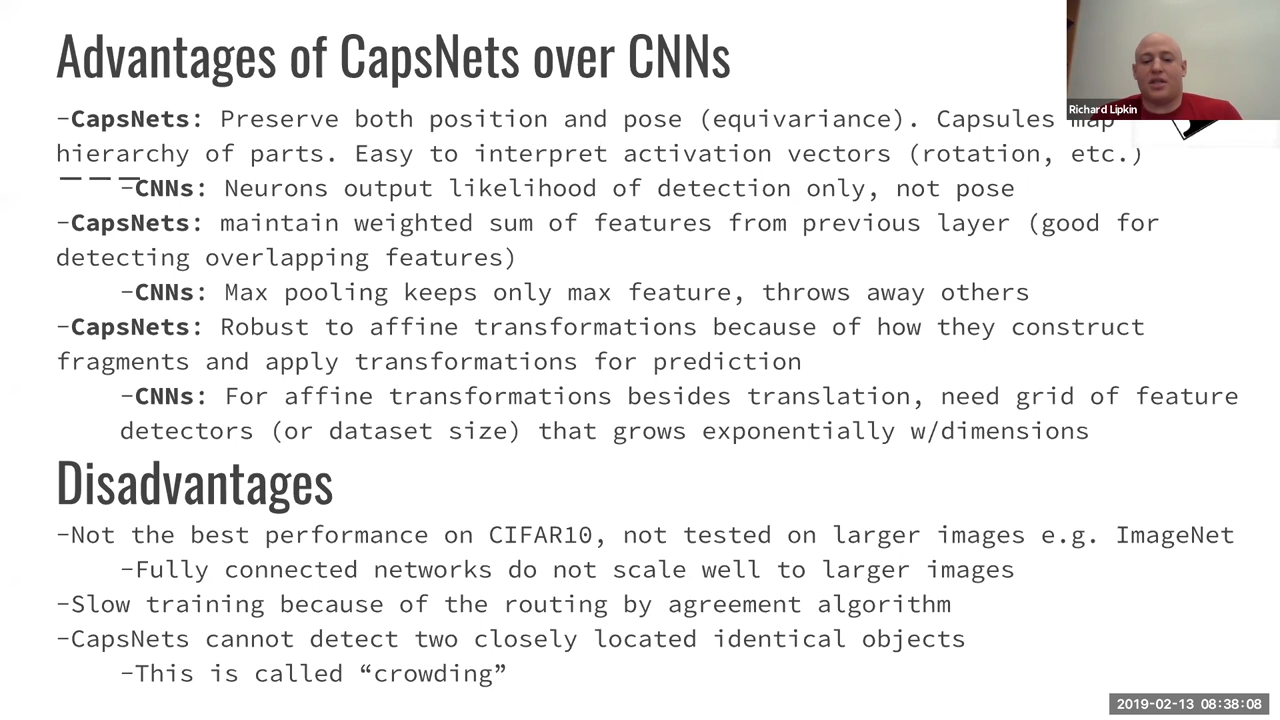 Advantages of CapsNets over CNNs
Richard Lipkin
-CapsNets: Preserve both position and pose (equivariance). Capsules map
hierarchy of parts. Easy to interpret activation vectors (rotation, etc.)
-CNNs: Neurons output likelihood of detection only, not pose
-CapsNets: maintain weighted sum of features from previous layer (good for
detecting overlapping features)
-CNNs: Max pooling keeps only max feature, throws away others
-CapsNets: Robust to affine transformations because of how they construct
fragments and apply transformations for prediction
-CNNs: For affine transformations besides translation, need grid of feature
detectors (or dataset size) that grows exponentially w/dimensions
Disadvantages
-Not the best performance on CIFAR10, not tested on larger images e.g. ImageNet
-Fully connected networks do not scale well to larger images
-Slow training because of the routing by agreement algorithm
-CapsNets cannot detect two closely located identical objects
-This is called “crowding”
2019-02-13 08:38:08